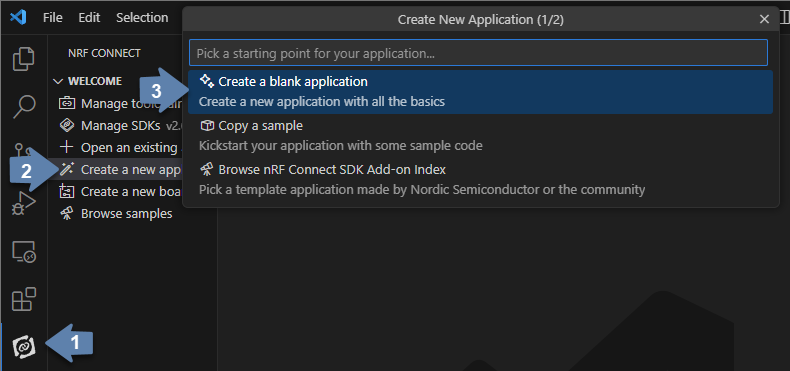 File Edit Selection
Create New Application (1/2)
NRF CONNECT
Pick a starting point for your application...
WELCOME
3
Create a blank application
Create a new application with all the basics
Manage
Manage SDKs
Copy a sample
Kickstart your application with some sample code
Open an existing
2
Create a new app
Browse nRF Connect SDK Add-on Index
Pick a template application made by Nordic Semiconductor or the community
Create a new boa
Browse samples
1